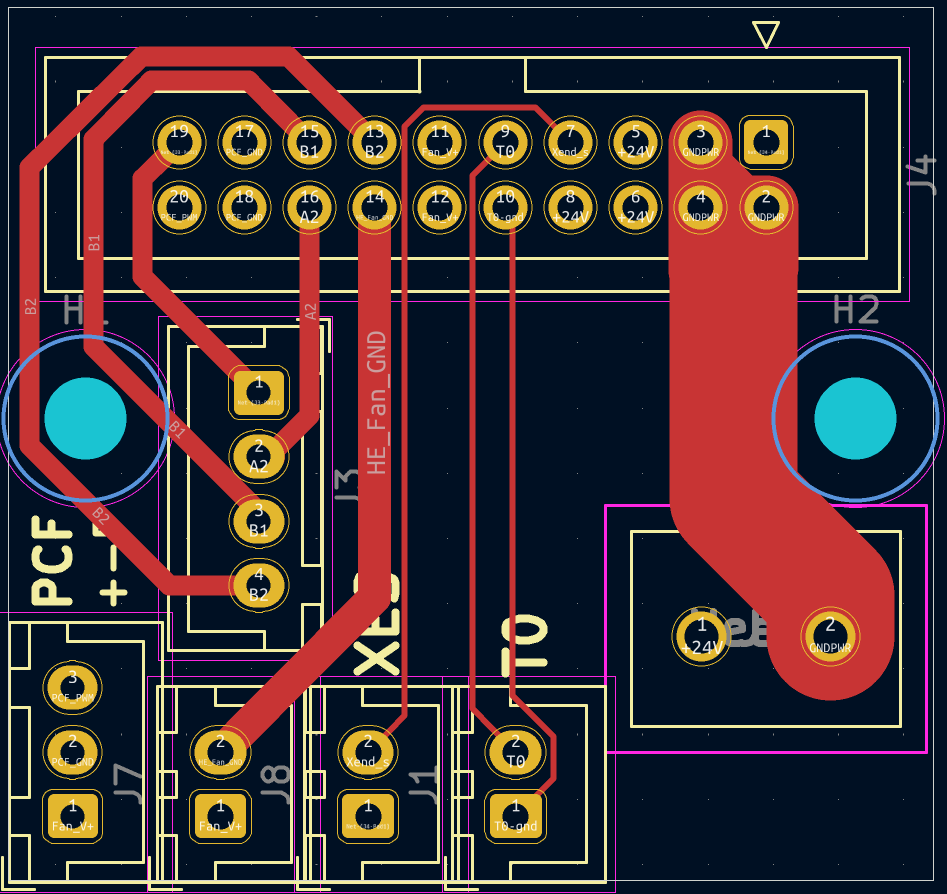 19
17
PCF_GND
15
B1
13
B2
11
Fan_V+
9
T0
7
Xend_s
5
+24V
3
GNDPWR
1
J4
20
PCF_PWM
18
PCF_GND
16
A2
14
HE_Fan_GND
12
Fan_V+
10
T0-gnd
8
+24V
6
+24V
4
GNDPWR
2
GNDPWR
B1
B2
A2
H2
HE_Fan_GND
1
2
A2
B1
3
B1
J3
B2
4
B2
PCF
T0
1
+24V
2
GNDPWR
3
PCF_PWM
2
PCF_GND
1
Fan_V+
J7
2
HE_Fan_GND
1
Fan_V+
J8
2
Xend_s
1
J1
2
T0
1
T0-gnd